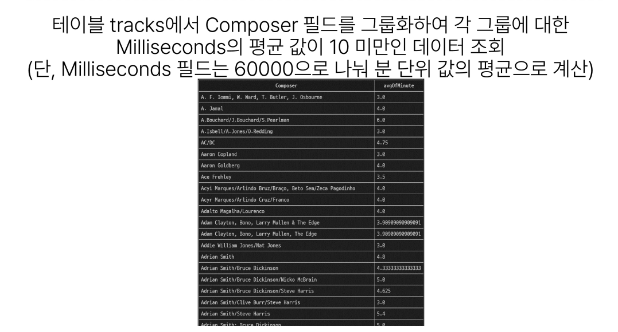 테이블 tracks에서 Composer 필드를 그룹화하여 각 그룹에 대한
Milliseconds의 평균 값이 10 미만인 데이터 조회
(단, Milliseconds 필드는 60000으로 나눠 분 단위 값의 평균으로 계산)
Composer avgOfMinute
A. F. Iommi, W. Ward, T. Butler, J. Osbourne 3.0
A. Jamal 4.0
A.Bouchard/J.Bouchard/S.Pearlman 6.0
A.Isbell/A.Jones/O.Redding 3.0
AC/DC 4.75
Aaron Copland 3.0
Aaron Goldberg 4.0
Ace Frehley 3.5
Acyi Marques/Arlindo Bruz/Braço, Beto Sem/Zeca Pagodinho 4.0
Acyr Marques/Arlindo Cruz/Franco 4.0
Adalto Magalha/Lourenco 4.0
Adam Clayton, Bono, Larry Mullen & The Edge 3.90909090909091
Adam Clayton, Bono, Larry Mullen, The Edge
Addie William Jones/Nat Jones 3.0
Adrian Smith 4.0
Adrian Smith/Bruce Dickinson 4.33333333333333
Adrian Smith/Bruce Dickinson/Nicko McBrain 5.0
Adrian Smith/Bruce Dickinson/Steve Harris 4.625
Adrian Smith/Clive Burr/Steve Harris 3.0
Adrian Smith/Steve Harris 5.4
Adrian Smith; Bruce Dickinson 5.0